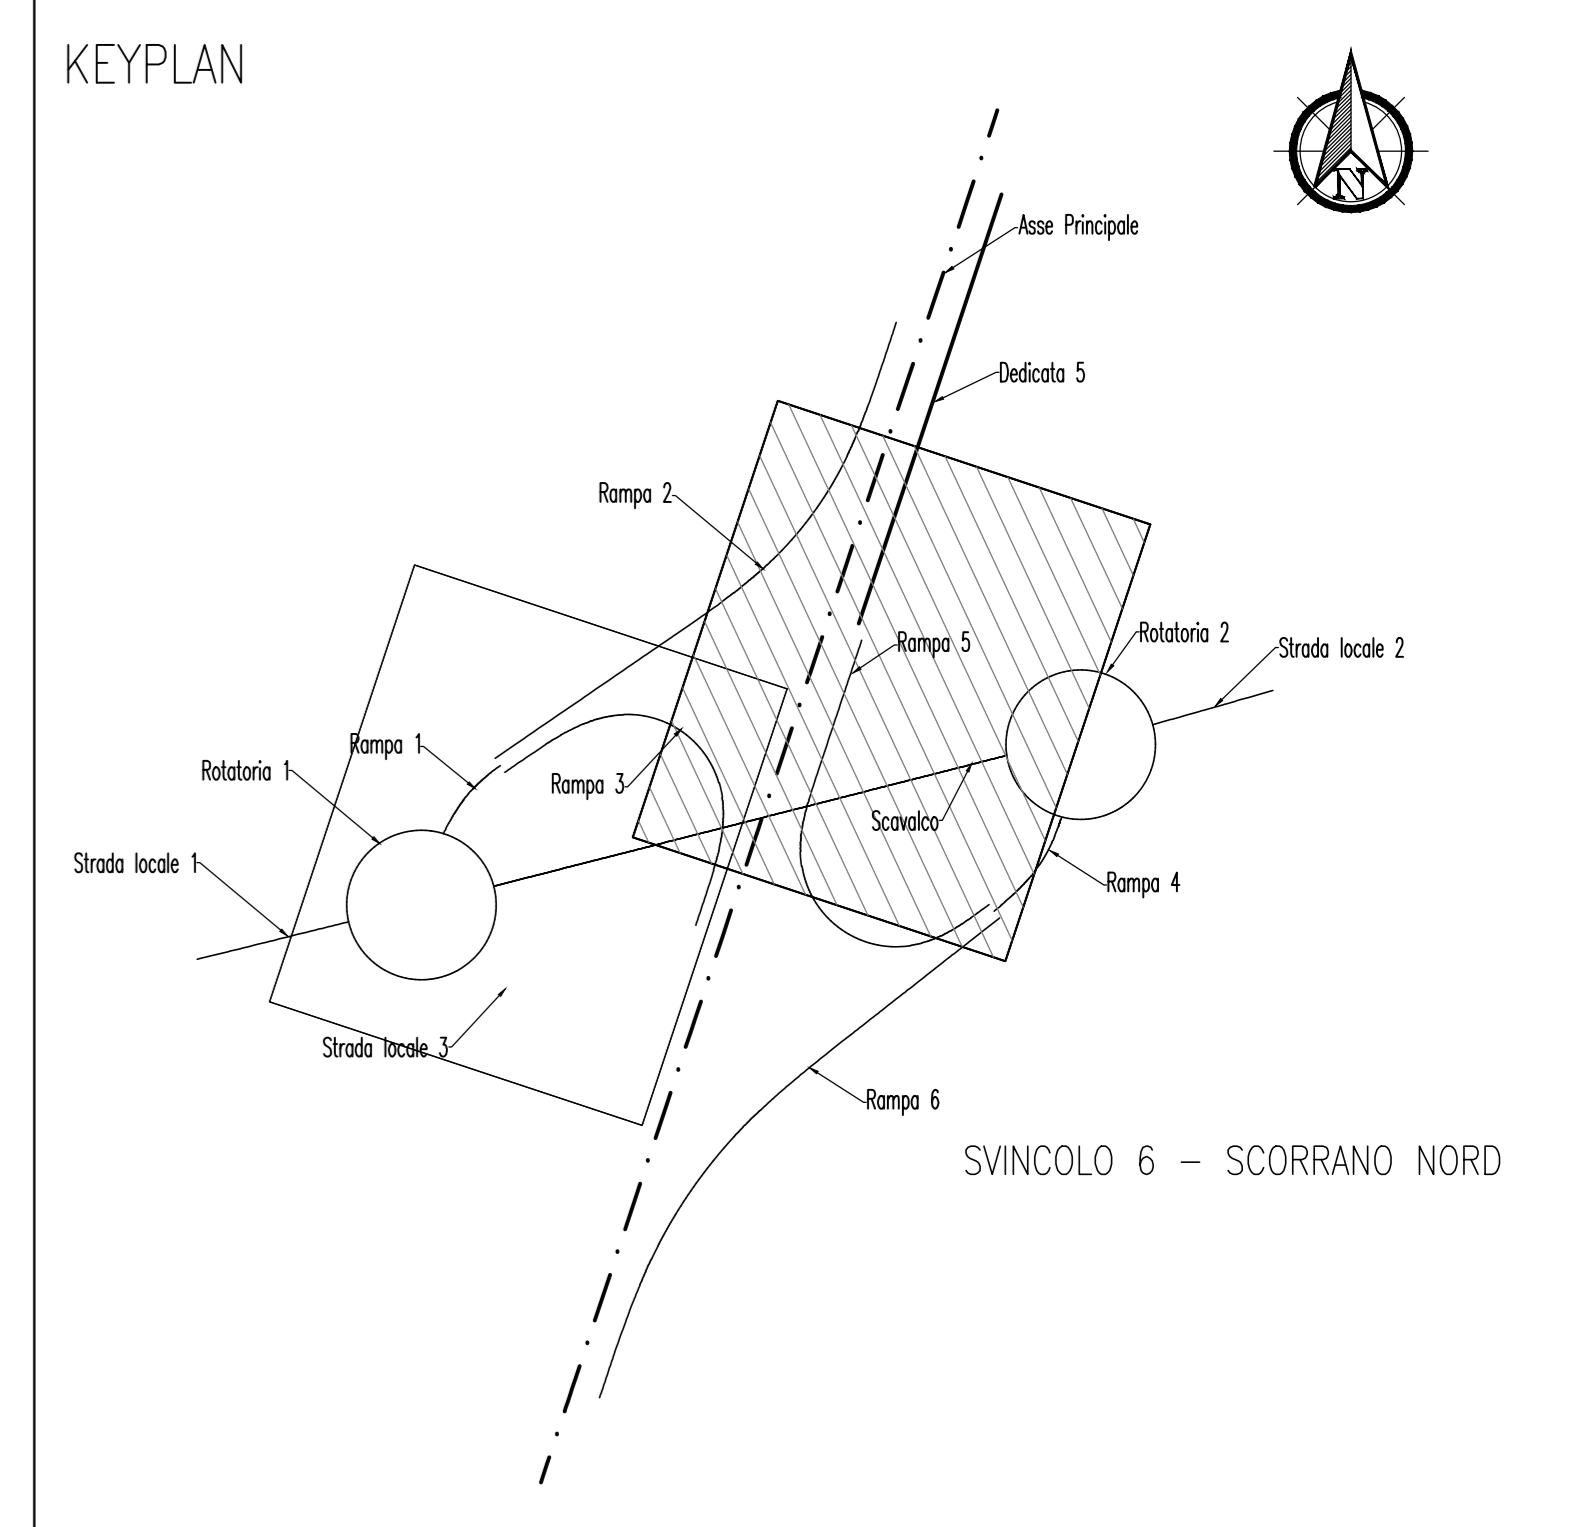 KEYPLAN
N
Asse Principale
Dedicata 5
Rampa 2
Rampa 5
Rotatoria 2
Strada locale 2
Rampa 1
Rotatoria 1
Rampa 3
Scavalco
Strada locale 1
Rampa 4
Strada locale 3
Rampa 6
SVINCOLO 6 – SCORRANO NORD